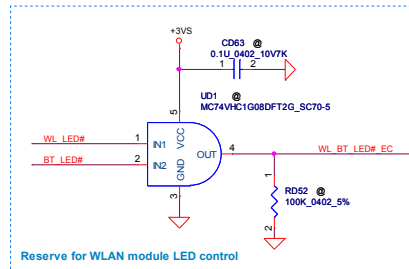 +3VS
CD63 @
0.1U_0402_10V7K
1 2
UD1 @
MC74VHC1G08DFT2G_SC70-5
5
WL_LED# 1 IN1 VCC
BT_LED# 2 IN2 GND OUT 4 WL_BT_LED#_EC
3
1
RD52 @
100K_0402_5%
2
Reserve for WLAN module LED control